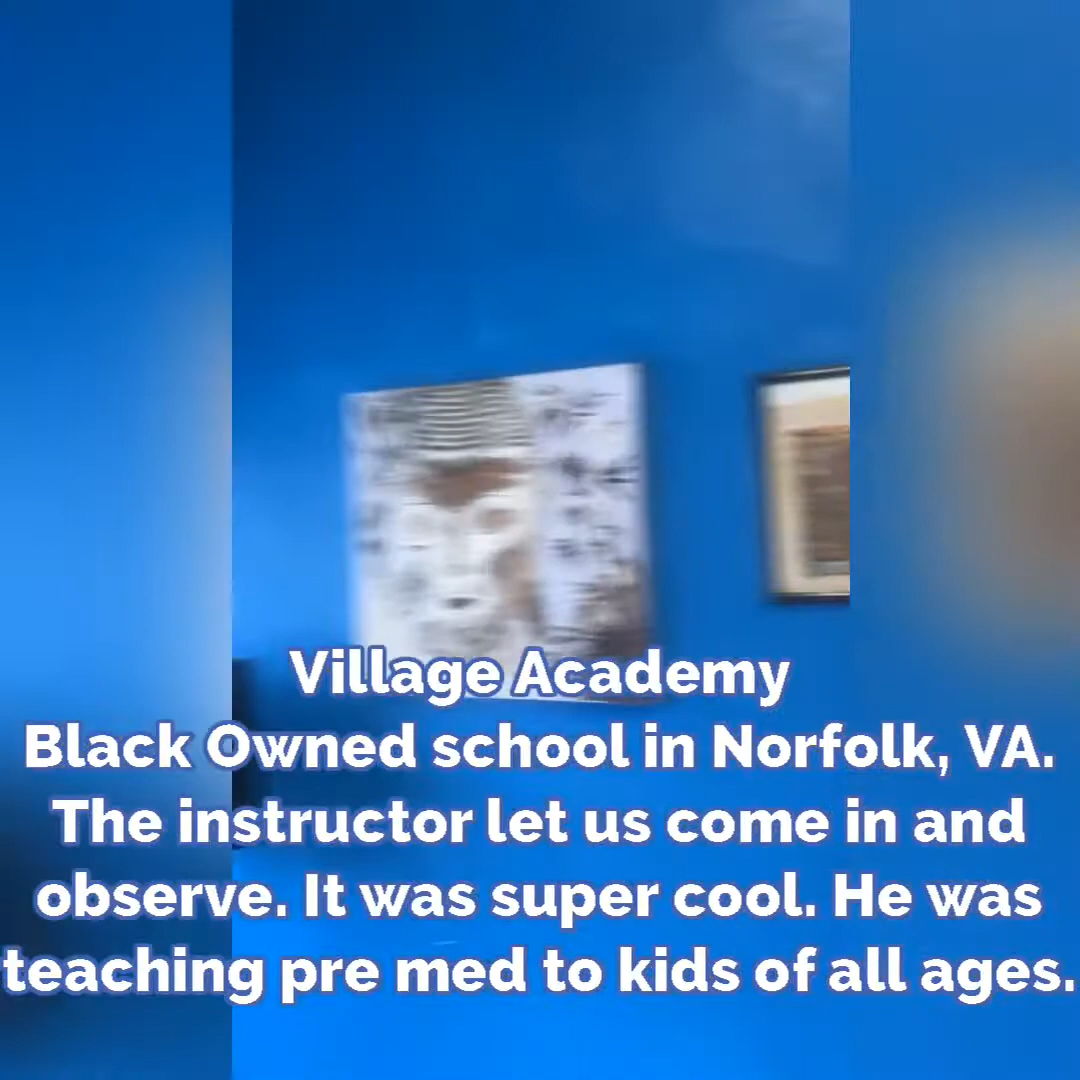 Village Academy
Black Owned school in Norfolk, VA.
The instructor let us come in and
observe. It was super cool. He was
teaching pre med to kids of all ages.